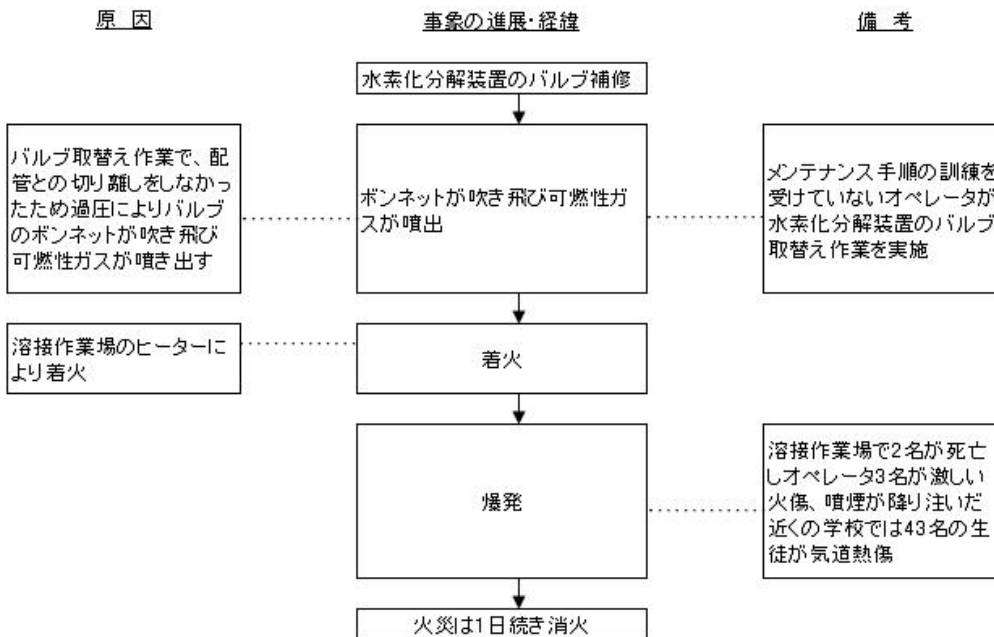 原 因
事象の進展・経緯
備 考
水素化分解装置のバルブ補修
バルブ取替え作業で、配
管との切り離しをしなかっ
たため過圧によりバルブ
のボンネットが吹き飛び
可燃性ガスが噴き出す
ボンネットが吹き飛び可燃性ガ
スが噴出
メンテナンス手順の訓練を
受けていないオペレータが
水素化分解装置のバルブ
取替え作業を実施
溶接作業場のヒーターに
より着火
着火
爆発
溶接作業場で2名が死亡
しオペレータ3名が激しい
火傷、噴煙が降り注いだ
近くの学校では43名の生
徒が気道熱傷
火災は1日続き消火